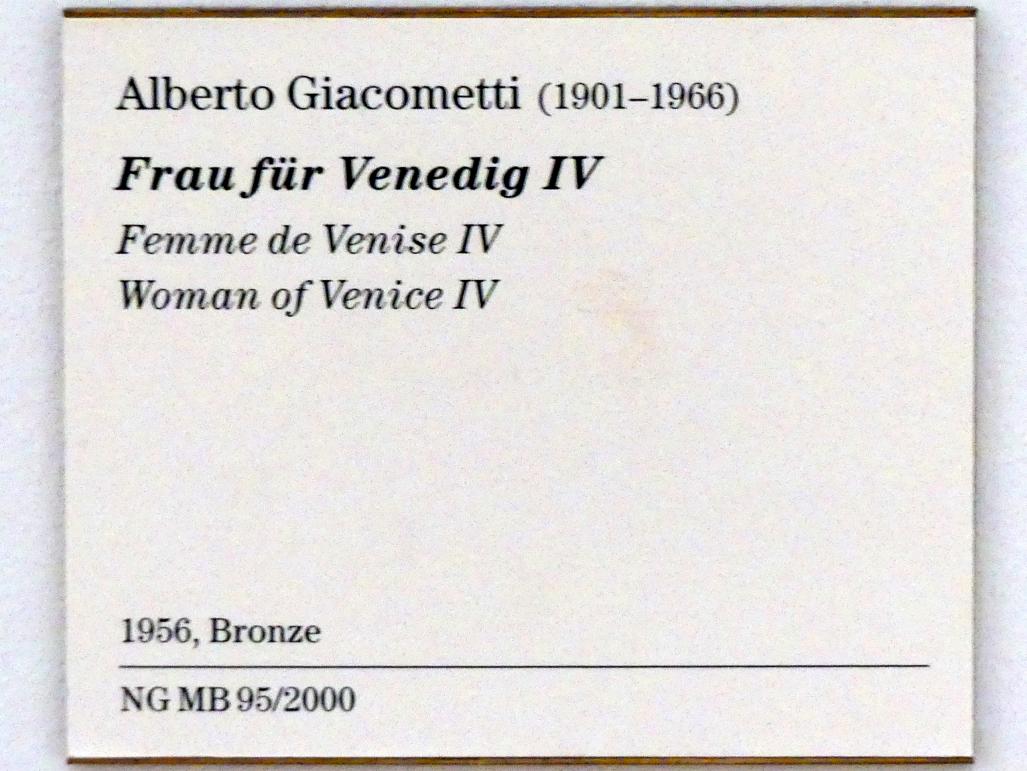 Alberto Giacometti (1901–1966)
Frau für Venedig IV
Femme de Venise IV
Woman of Venice IV
1956, Bronze
NG MB 95/2000